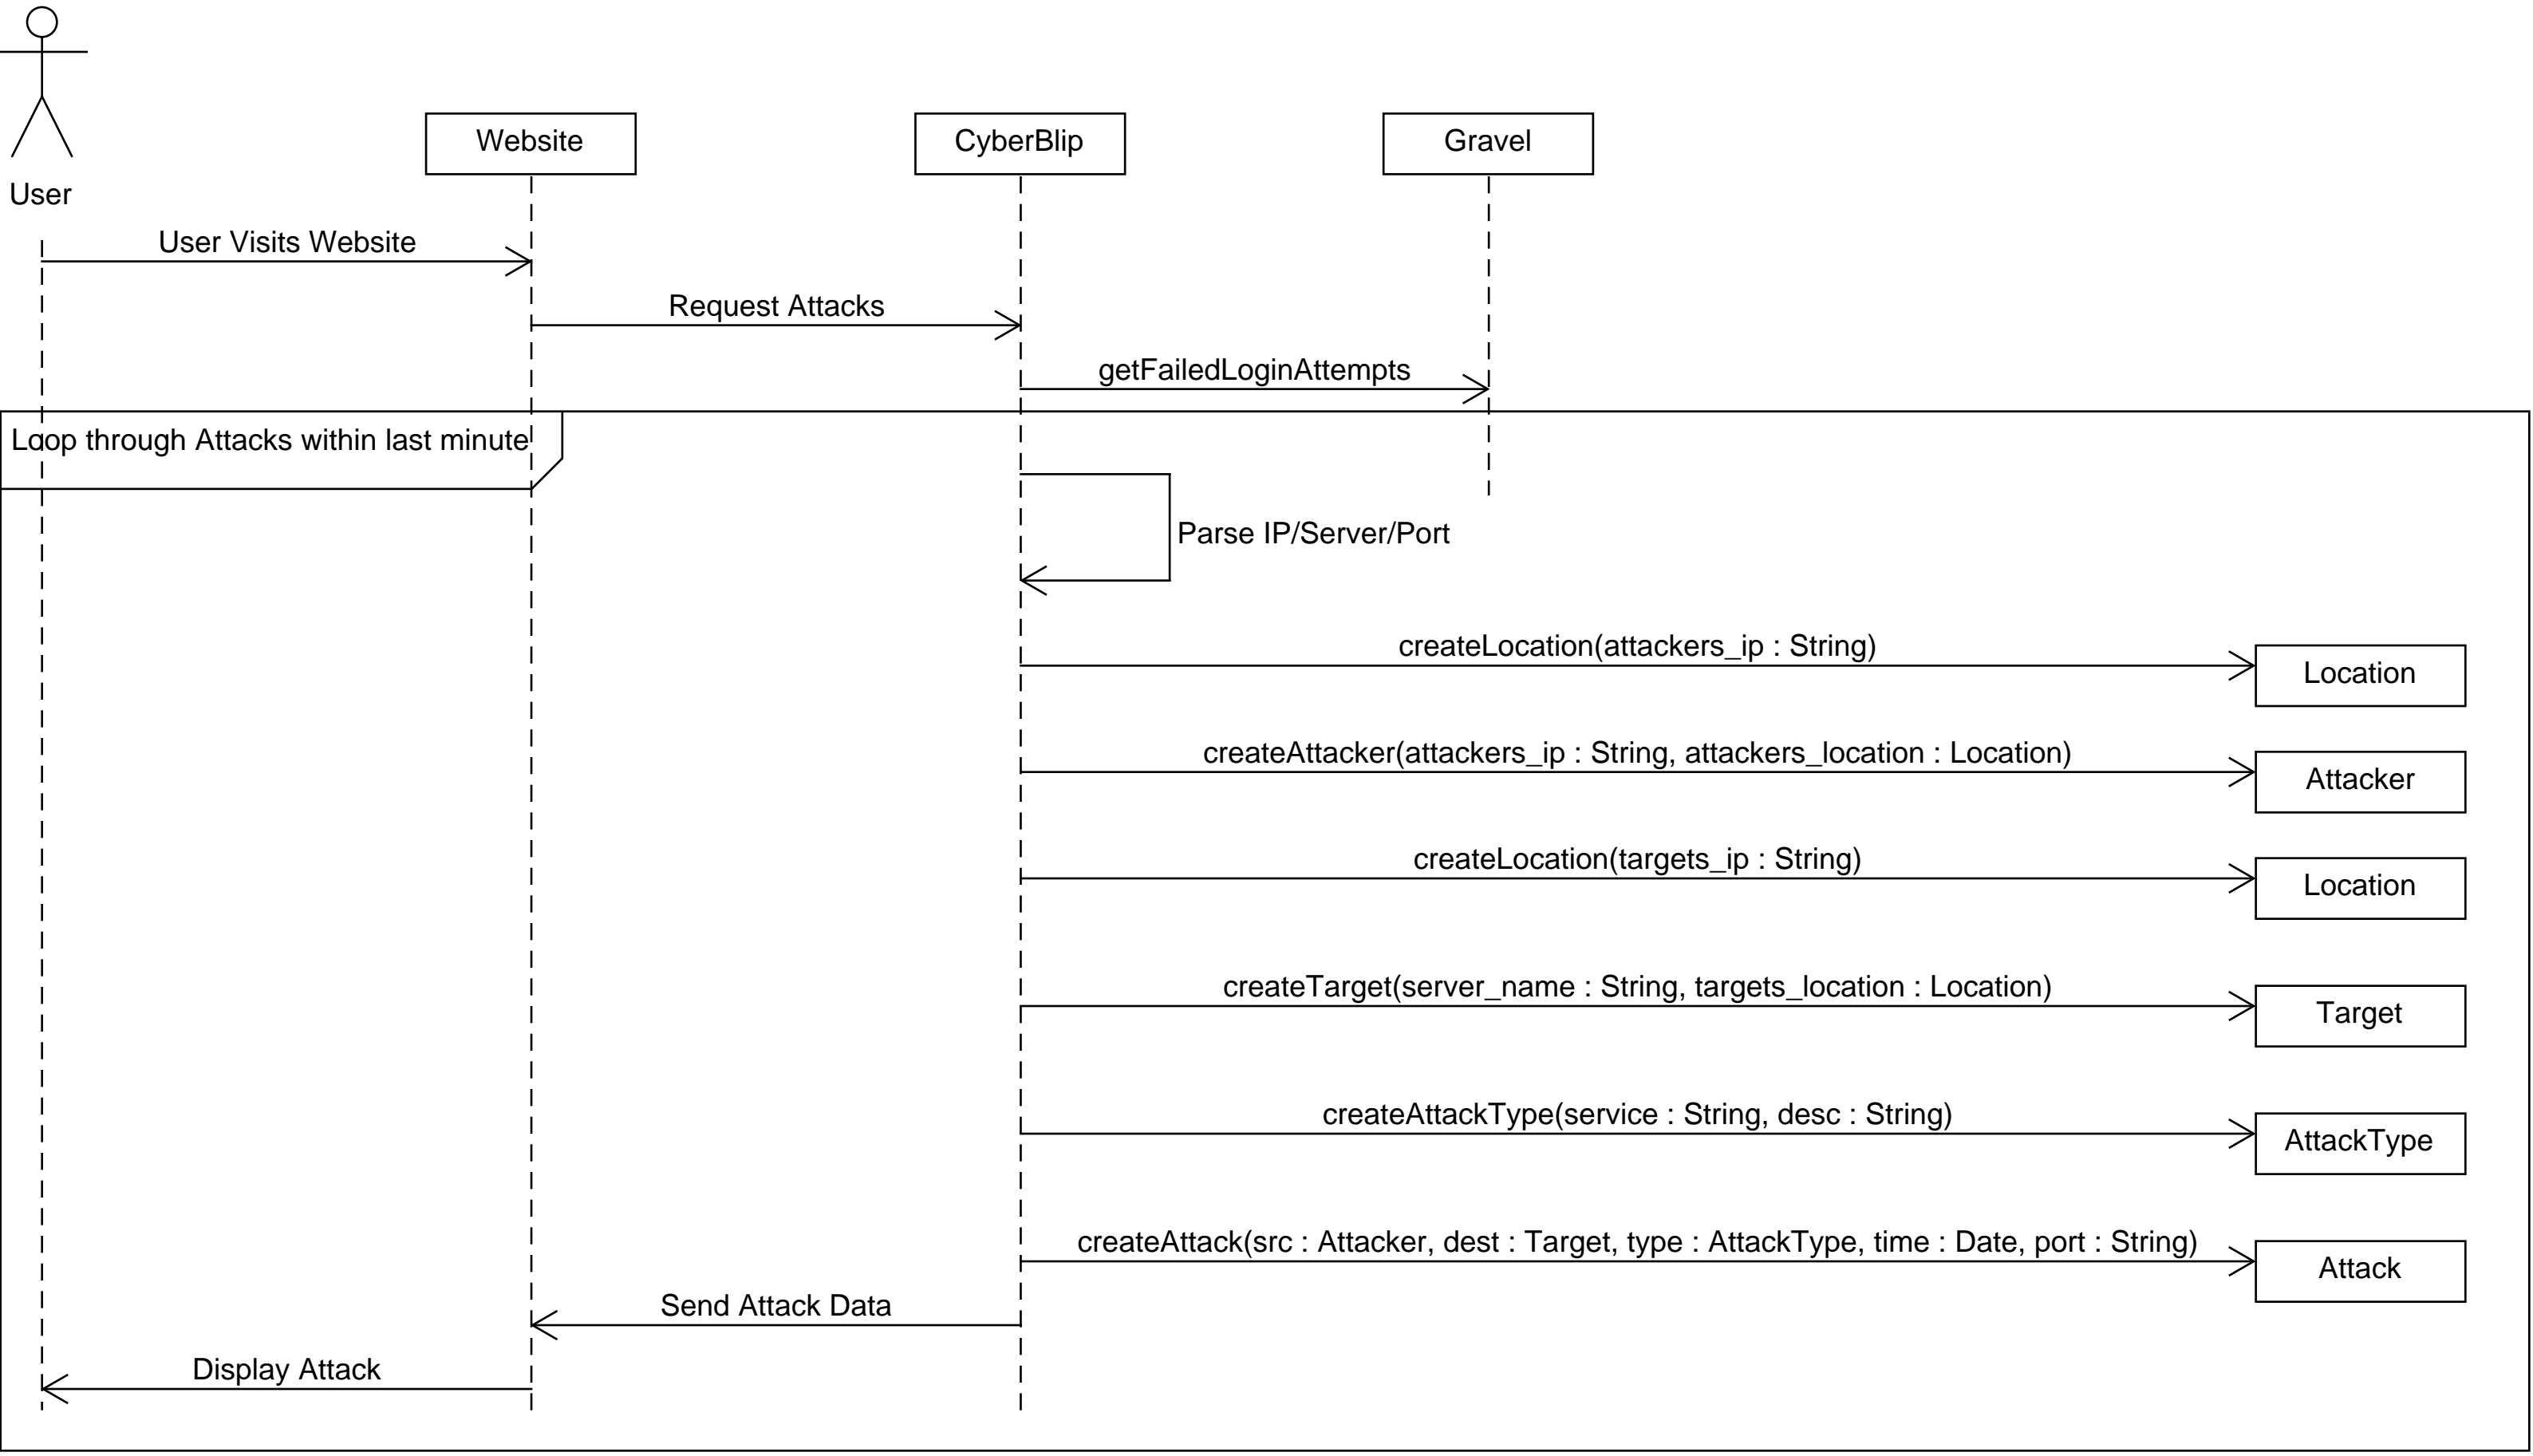 User
Website
CyberBlip
Gravel
User Visits Website
Request Attacks
getFailedLoginAttempts
Loop through Attacks within last minute
Parse IP/Server/Port
createLocation(attackers_ip : String)
Location
createAttacker(attackers_ip : String, attackers_location : Location)
Attacker
createLocation(targets_ip : String)
Location
createTarget(server_name : String, targets_location : Location)
Target
createAttackType(service : String, desc : String)
AttackType
createAttack(src : Attacker, dest : Target, type : AttackType, time : Date, port : String)
Attack
Send Attack Data
Display Attack